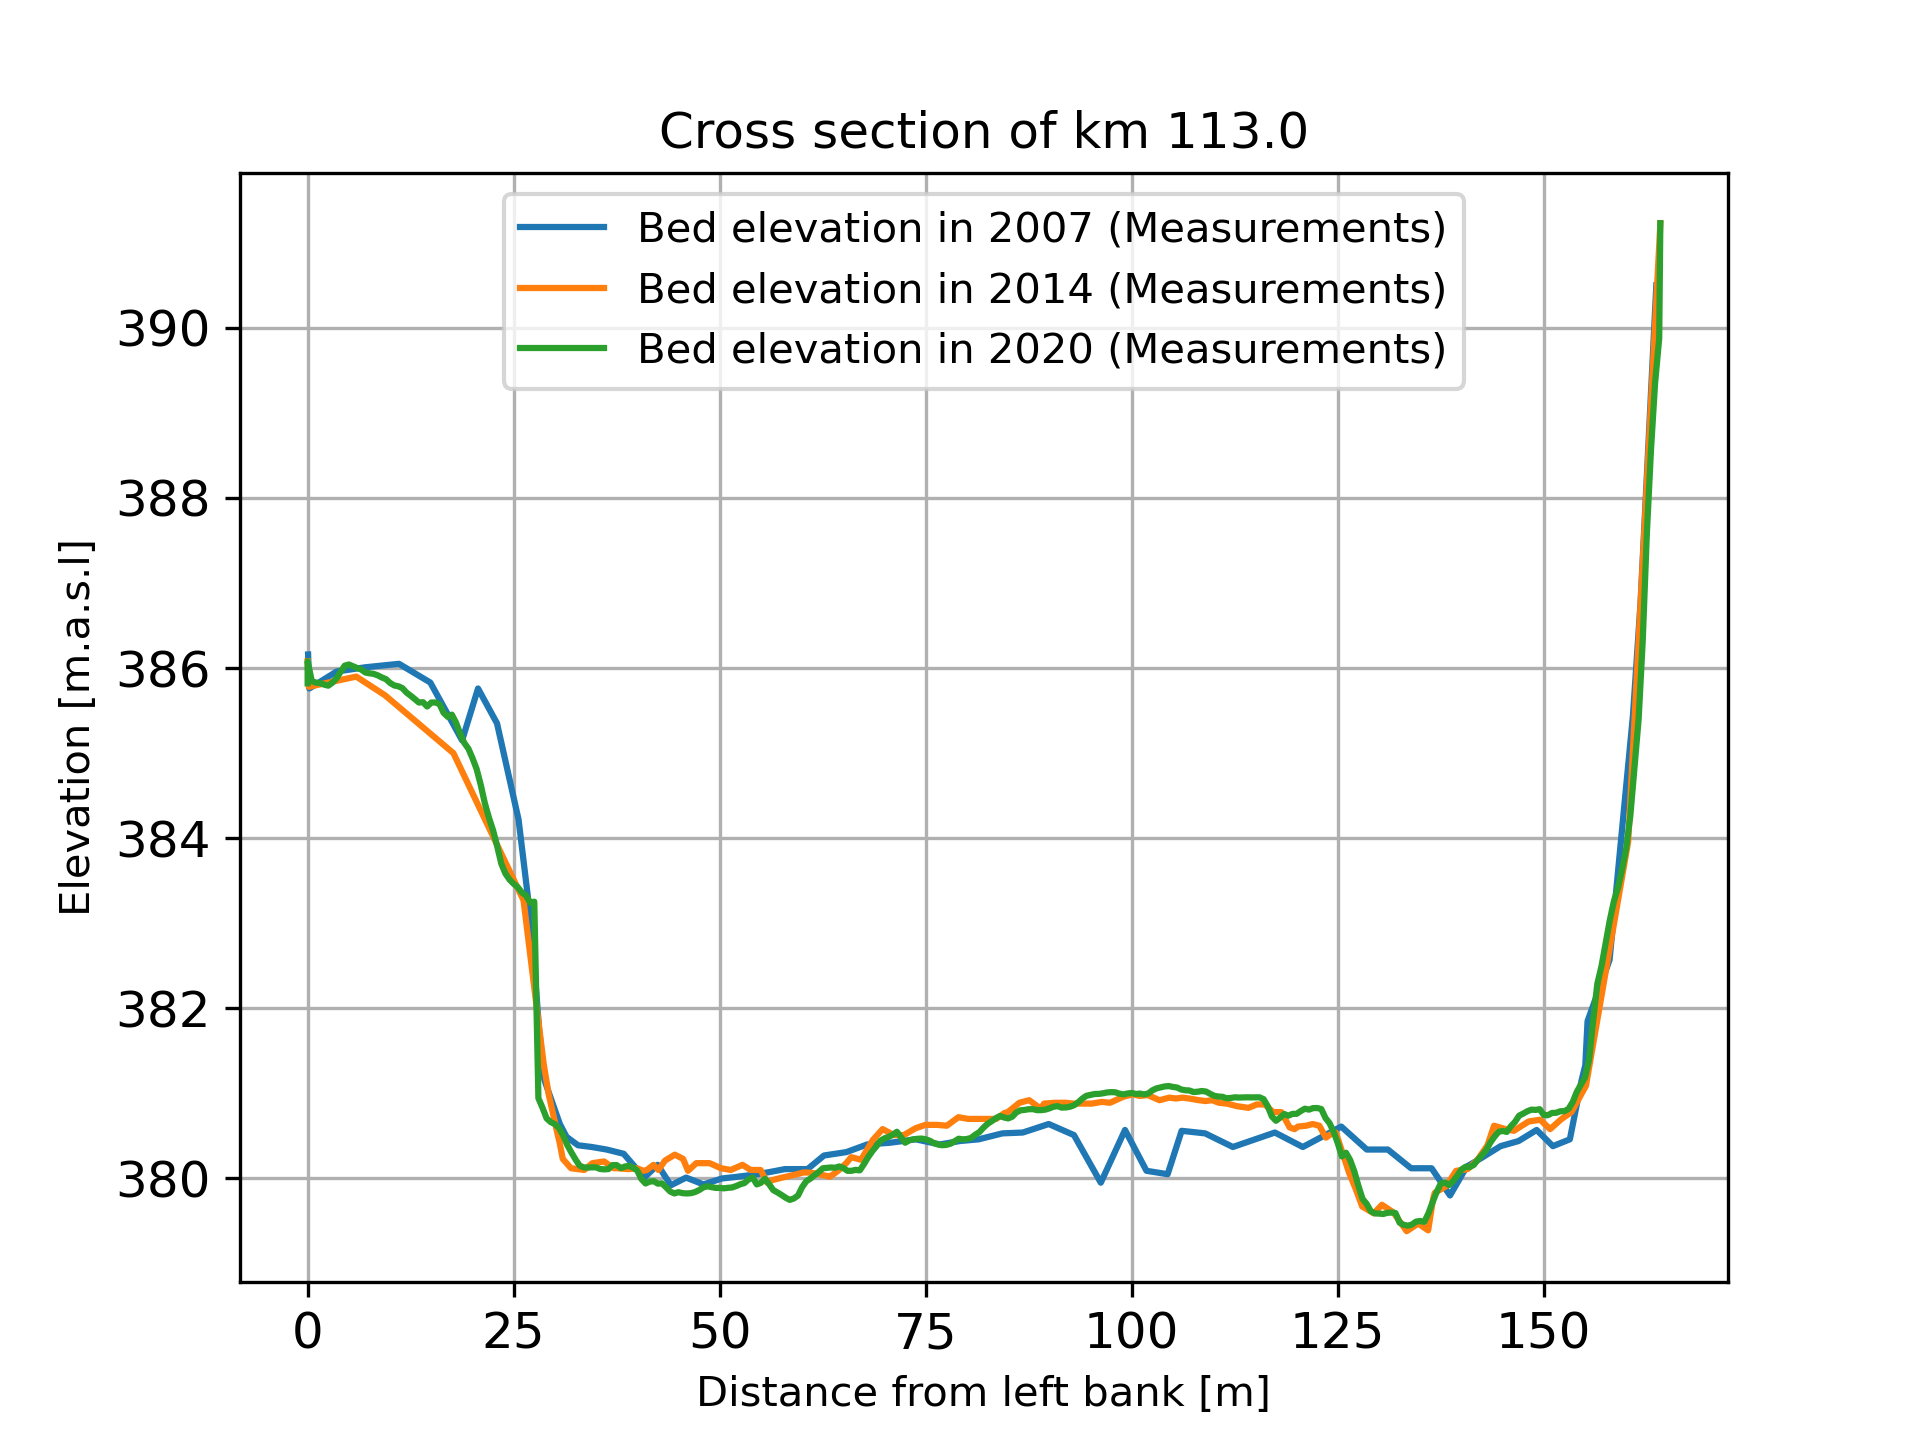 Cross section of km 113.0
Bed elevation in 2007 (Measurements)
Bed elevation in 2014 (Measurements)
Bed elevation in 2020 (Measurements)
Elevation [m.a.s.l]
390
388
386
384
382
380
0 25 50 75 100 125 150
Distance from left bank [m]